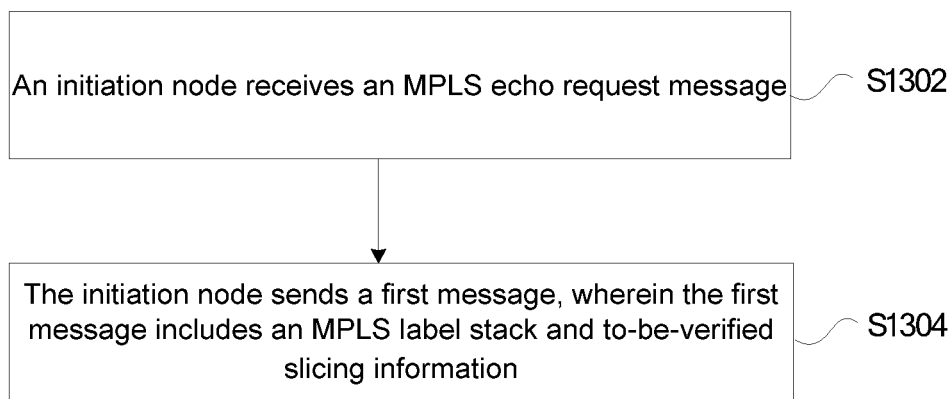 An initiation node receives an MPLS echo request message
S1302
The initiation node sends a first message, wherein the first
message includes an MPLS label stack and to-be-verified
slicing information
S1304